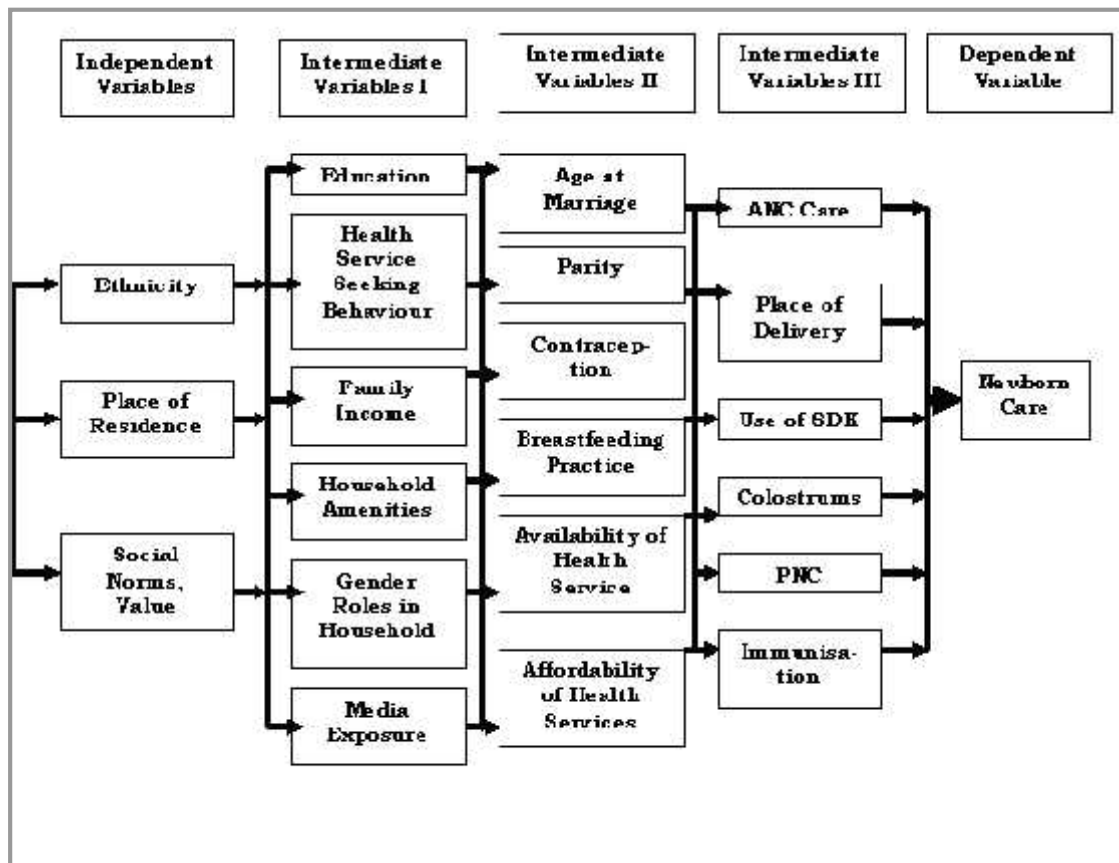 Independent
Variables
Intermediate
Variables I
Intermediate
Variables II
Intermediate
Variables III
Dependent
Variable
Ethnicity
Place of
Residence
Social
Norms,
Value
Education
Health
Service
Seeking
Behaviour
Family
Income
Household
Amenities
Gender
Roles in
Household
Media
Exposure
Age at
Marriage
Parity
Contracep-
tion
Breastfeeding
Practice
Availability of
Health
Service
Affordability
of Health
Services
ANC Care
Place of
Delivery
Use of SDK
Colostrums
PNC
Immunisa-
tion
Newborn
Care